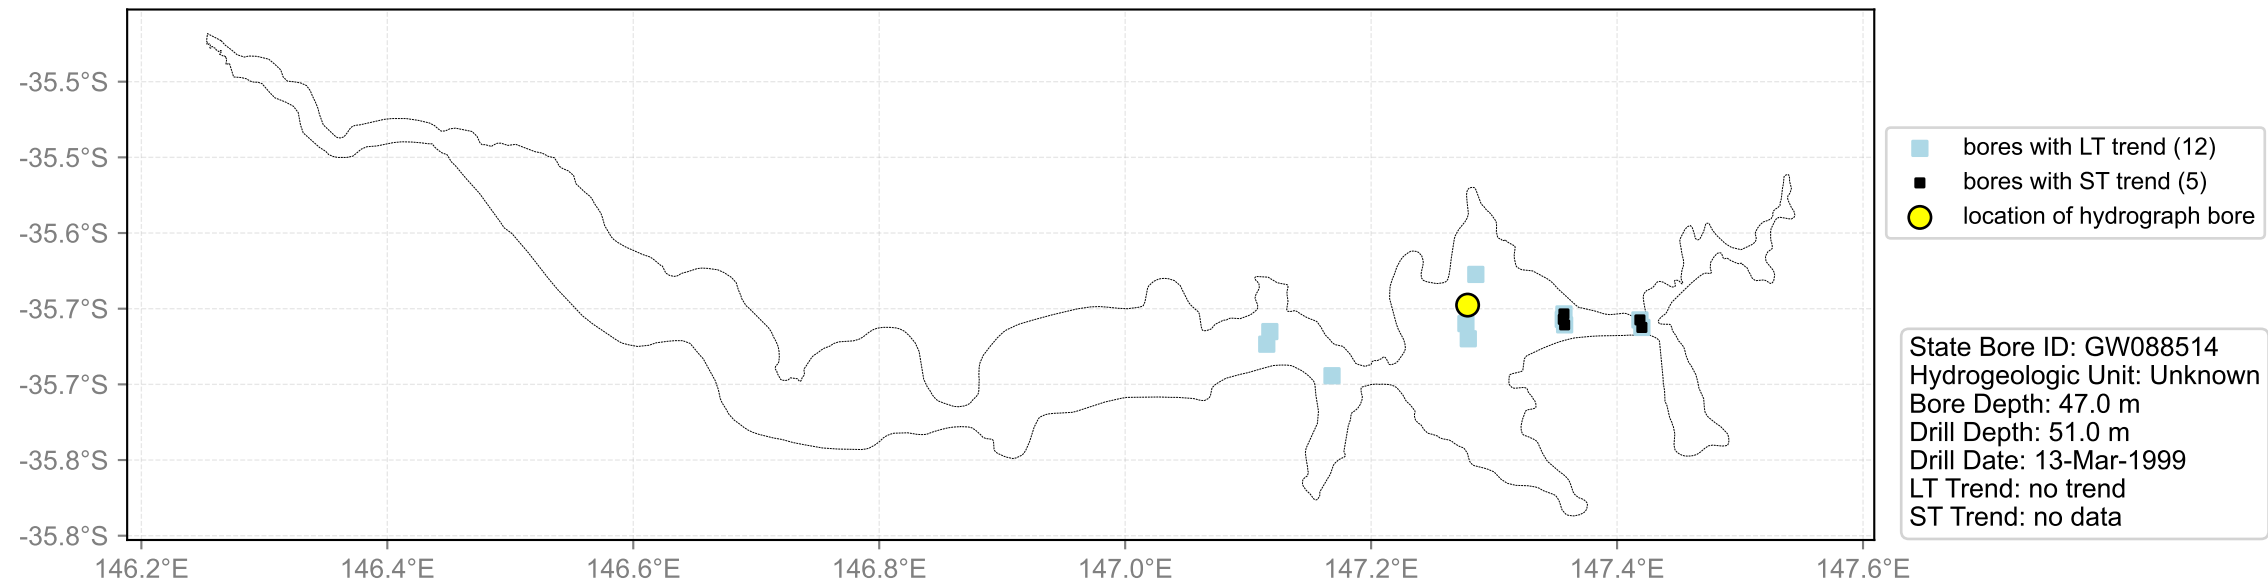 -35.5°S
-35.5°S
-35.6°S
-35.7°S
-35.7°S
-35.8°S
-35.8°S
146.2°E 146.4°E 146.6°E 146.8°E 147.0°E 147.2°E 147.4°E 147.6°E
bores with LT trend (12)
bores with ST trend (5)
location of hydrograph bore
State Bore ID: GW088514
Hydrogeologic Unit: Unknown
Bore Depth: 47.0 m
Drill Depth: 51.0 m
Drill Date: 13-Mar-1999
LT Trend: no trend
ST Trend: no data